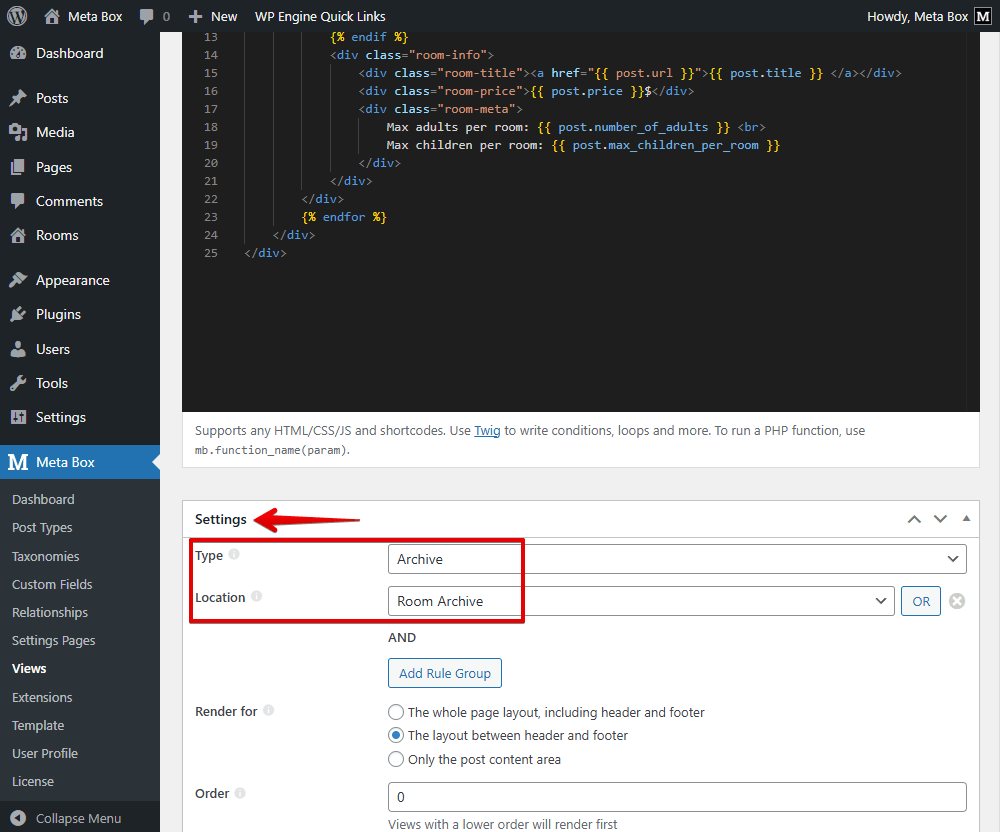 Meta Box
0
New
WP Engine Quick Links
Howdy, Meta Box
M
Dashboard
Posts
Media
Pages
Comments
Rooms
Appearance
Plugins
Users
Tools
Settings
M Meta Box
Dashboard
Post Types
Taxonomies
Custom Fields
Relationships
Settings Pages
Views
Extensions
Template
User Profile
License
Collapse Menu
13 {% endif %}
14 <div class="room-info">
15 <div class="room-title"><a href="{{ post.url }}">{{ post.title }} </a></div>
16 <div class="room-price">{{ post.price }}$</div>
17 <div class="room-meta">
18 Max adults per room: {{ post.number_of_adults }} <br>
19 Max children per room: {{ post.max_children_per_room }}
20 </div>
21 </div>
22 </div>
23 {% endfor %}
24 </div>
25 </div>
Supports any HTML/CSS/JS and shortcodes. Use Twig to write conditions, loops and more. To run a PHP function, use
mb.function_name(param).
Settings
Type
Archive
Location
Room Archive
OR
AND
Add Rule Group
Render for
The whole page layout, including header and footer
The layout between header and footer
Only the post content area
Order
0
Views with a lower order will render first